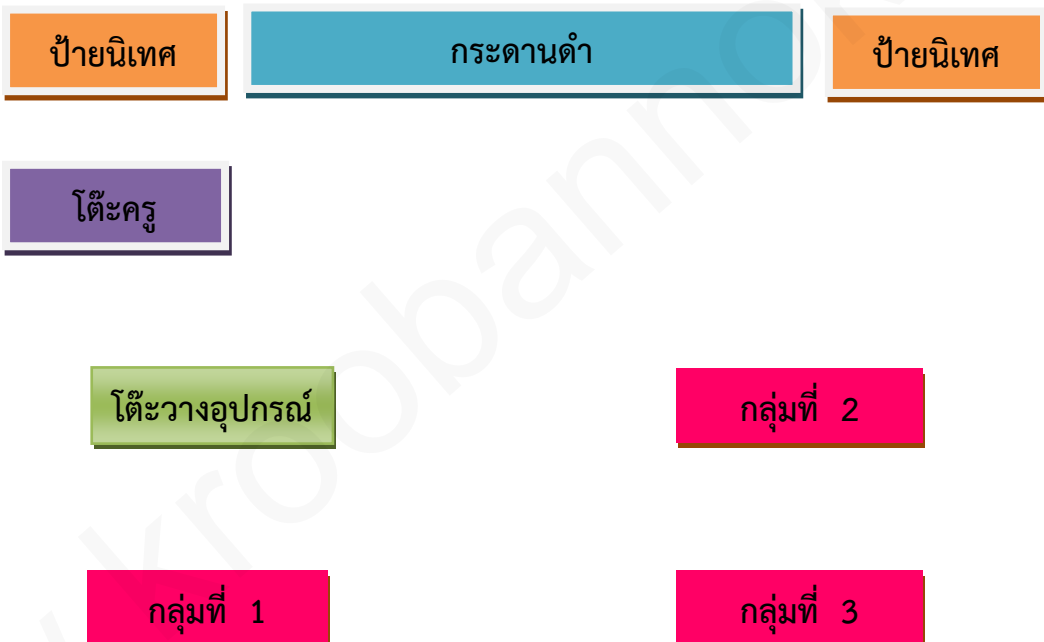 ป้ายนิเทศ
กระดานดำ
ป้ายนิเทศ
โต๊ะครู
โต๊ะวางอุปกรณ์
กลุ่มที่ 2
กลุ่มที่ 1
กลุ่มที่ 3